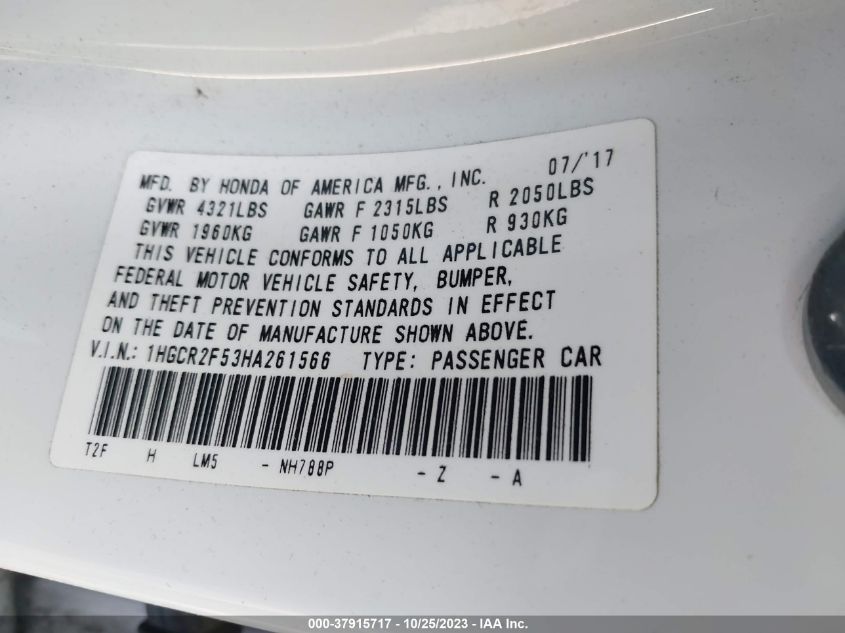 MFD. BY HONDA OF AMERICA MFG., INC. 07/'17
GVWR 4321LBS GAWR F 2315LBS R 2050LBS
GVWR 1960KG GAWR F 1050KG R 930KG
THIS VEHICLE CONFORMS TO ALL APPLICABLE
FEDERAL MOTOR VEHICLE SAFETY, BUMPER,
AND THEFT PREVENTION STANDARDS IN EFFECT
ON THE DATE OF MANUFACTURE SHOWN ABOVE.
V.I.N.: 1HGCR2F53HA261566 TYPE: PASSENGER CAR
T2F H LM5 - NH788P - Z - A
000-37915717 - 10/25/2023 - IAA Inc.